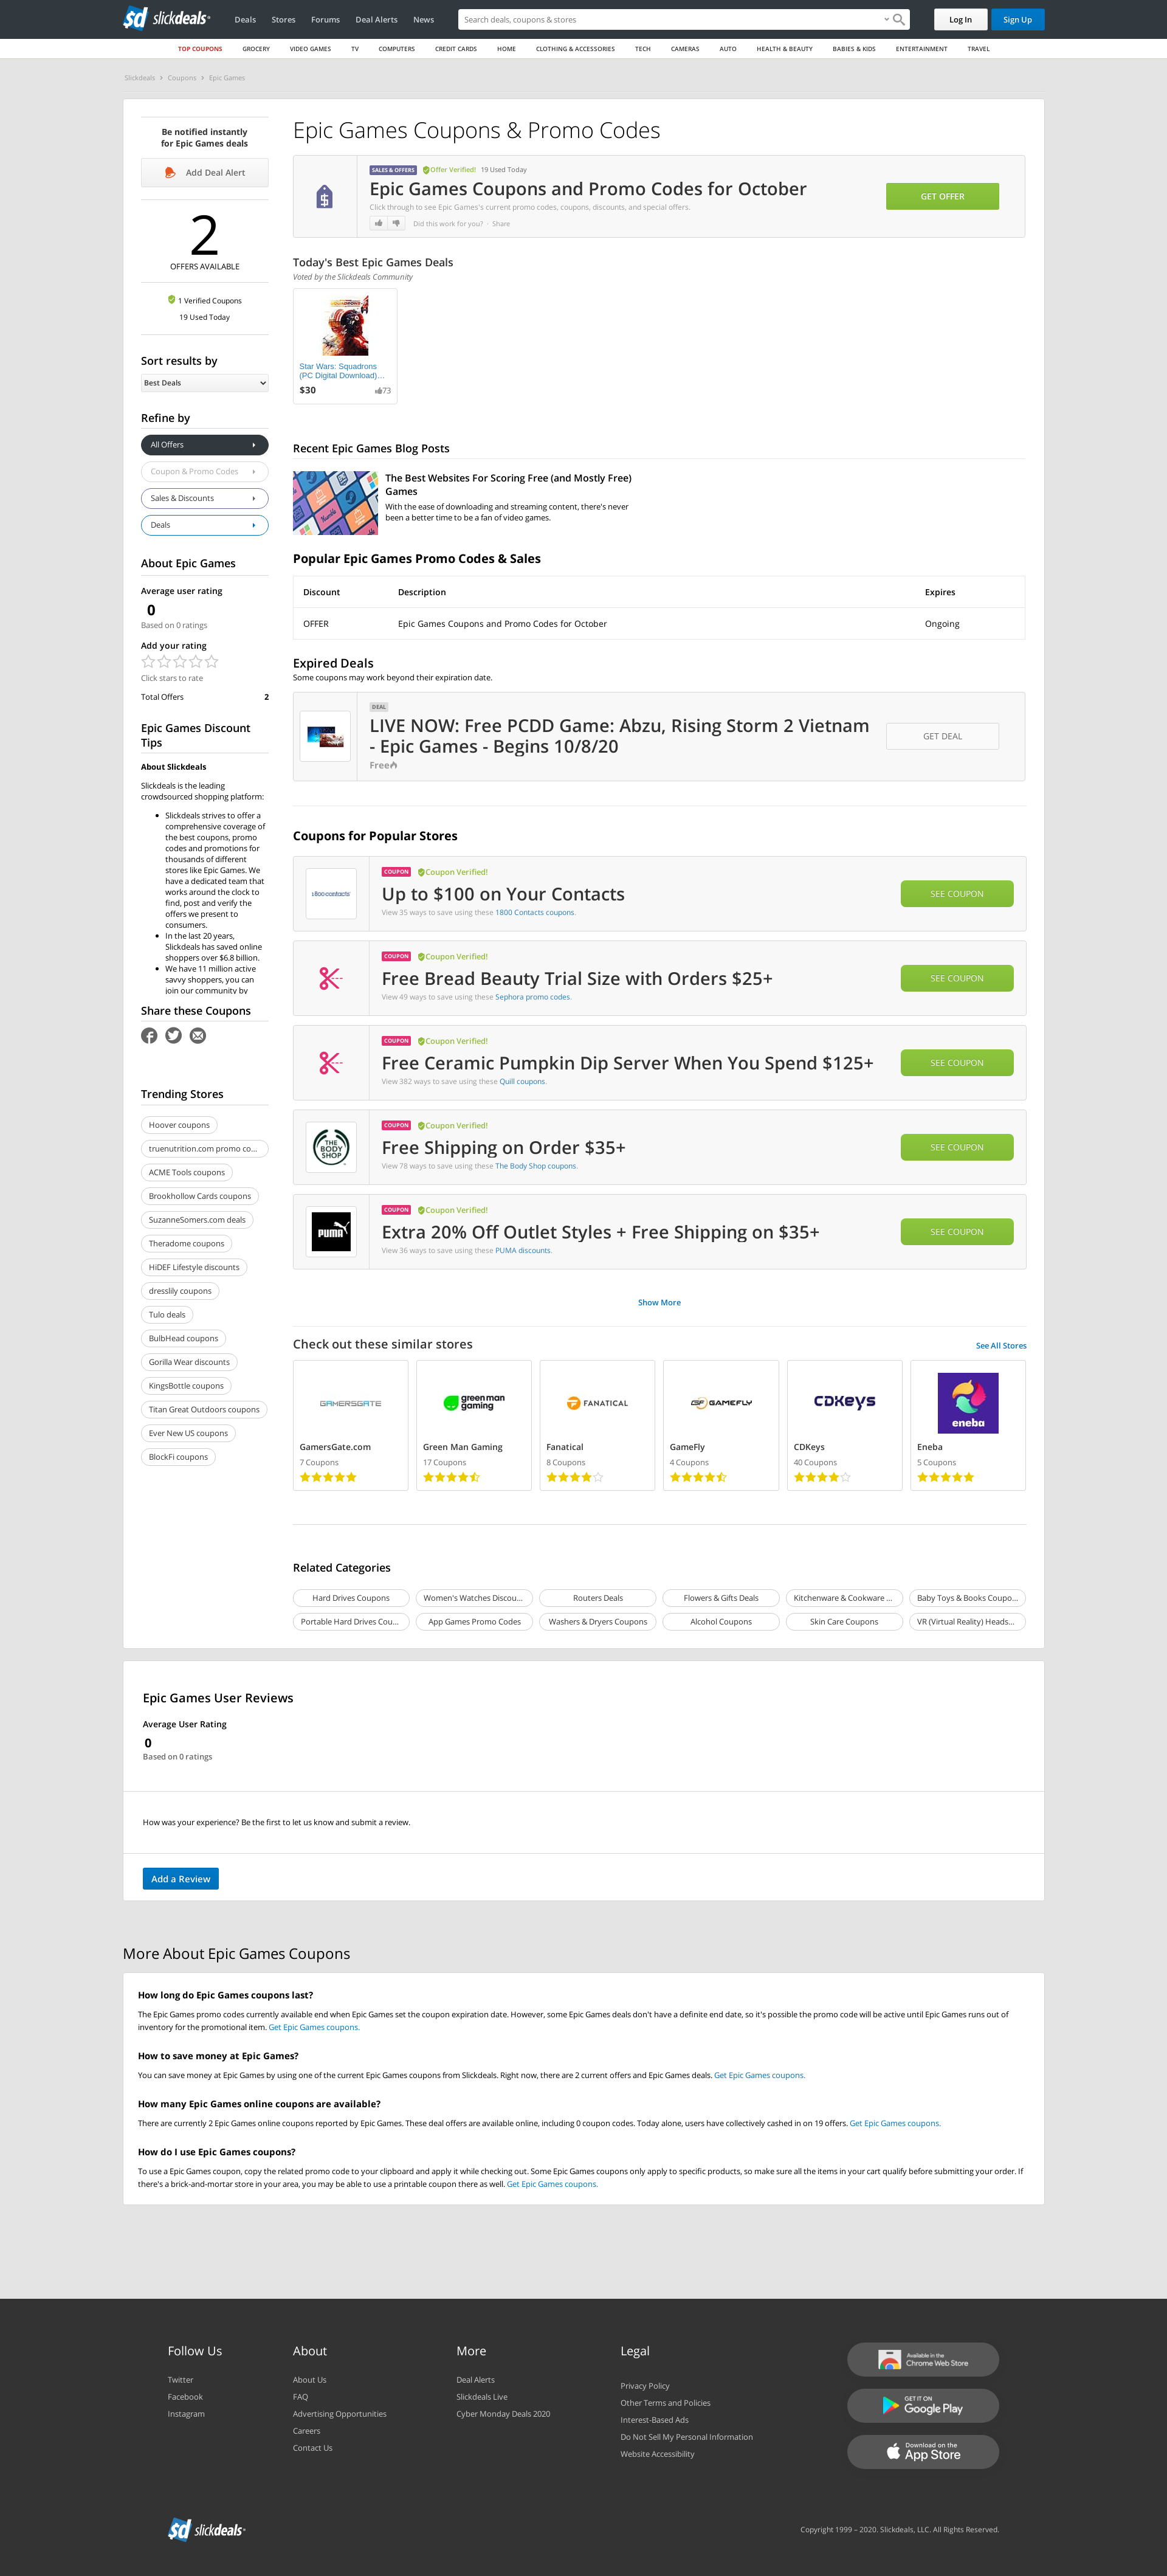 sd slickdeals
Deals
Stores
Forums
Deal Alerts
News
Search deals, coupons & stores
Log In
Sign Up
TOP COUPONS
GROCERY
VIDEO GAMES
TV
COMPUTERS
CREDIT CARDS
HOME
CLOTHING & ACCESSORIES
TECH
CAMERAS
AUTO
HEALTH & BEAUTY
BABIES & KIDS
ENTERTAINMENT
TRAVEL
Slickdeals > Coupons > Epic Games
Be notified instantly
for Epic Games deals
Add Deal Alert
2
OFFERS AVAILABLE
1 Verified Coupons
19 Used Today
Sort results by
Best Deals
Refine by
All Offers
Coupon & Promo Codes
Sales & Discounts
Deals
About Epic Games
Average user rating
0
Based on 0 ratings
Add your rating
Click stars to rate
Total Offers 2
Epic Games Discount
Tips
About Slickdeals
Slickdeals is the leading
crowdsourced shopping platform:
Slickdeals strives to offer a
comprehensive coverage of
the best coupons, promo
codes and promotions for
thousands of different
stores like Epic Games. We
have a dedicated team that
works around the clock to
find, post and verify the
offers we present to
consumers.
In the last 20 years,
Slickdeals has saved online
shoppers over $6.8 billion.
We have 11 million active
savvy shoppers, you can
join our community by
Share these Coupons
Trending Stores
Hoover coupons
truenutrition.com promo co...
ACME Tools coupons
Brookhollow Cards coupons
SuzanneSomers.com deals
Theradome coupons
HiDEF Lifestyle discounts
dresslily coupons
Tulo deals
BulbHead coupons
Gorilla Wear discounts
KingsBottle coupons
Titan Great Outdoors coupons
Ever New US coupons
BlockFi coupons
Epic Games Coupons & Promo Codes
SALES & OFFERS Offer Verified! 19 Used Today
Epic Games Coupons and Promo Codes for October
Click through to see Epic Games's current promo codes, coupons, discounts, and special offers.
Did this work for you? · Share
GET OFFER
Today's Best Epic Games Deals
Voted by the Slickdeals Community
SQUADRONS
Star Wars: Squadrons
(PC Digital Download)...
$30 73
Recent Epic Games Blog Posts
The Best Websites For Scoring Free (and Mostly Free)
Games
With the ease of downloading and streaming content, there's never
been a better time to be a fan of video games.
Popular Epic Games Promo Codes & Sales
Discount Description Expires
OFFER Epic Games Coupons and Promo Codes for October Ongoing
Expired Deals
Some coupons may work beyond their expiration date.
DEAL
LIVE NOW: Free PCDD Game: Abzu, Rising Storm 2 Vietnam
- Epic Games - Begins 10/8/20
Free
GET DEAL
Coupons for Popular Stores
1800contacts
COUPON Coupon Verified!
Up to $100 on Your Contacts
View 35 ways to save using these 1800 Contacts coupons.
SEE COUPON
COUPON Coupon Verified!
Free Bread Beauty Trial Size with Orders $25+
View 49 ways to save using these Sephora promo codes.
SEE COUPON
COUPON Coupon Verified!
Free Ceramic Pumpkin Dip Server When You Spend $125+
View 382 ways to save using these Quill coupons.
SEE COUPON
THE
BODY
SHOP
COUPON Coupon Verified!
Free Shipping on Order $35+
View 78 ways to save using these The Body Shop coupons.
SEE COUPON
PUMA
COUPON Coupon Verified!
Extra 20% Off Outlet Styles + Free Shipping on $35+
View 36 ways to save using these PUMA discounts.
SEE COUPON
Show More
Check out these similar stores
See All Stores
GAMERSGATE
GamersGate.com
7 Coupons
green man
gaming
Green Man Gaming
17 Coupons
FANATICAL
Fanatical
8 Coupons
GF GAMEFLY
GameFly
4 Coupons
CDKeys
CDKeys
40 Coupons
eneba
Eneba
5 Coupons
Related Categories
Hard Drives Coupons
Women's Watches Discou...
Routers Deals
Flowers & Gifts Deals
Kitchenware & Cookware ...
Baby Toys & Books Coupo...
Portable Hard Drives Cou...
App Games Promo Codes
Washers & Dryers Coupons
Alcohol Coupons
Skin Care Coupons
VR (Virtual Reality) Heads...
Epic Games User Reviews
Average User Rating
0
Based on 0 ratings
How was your experience? Be the first to let us know and submit a review.
Add a Review
More About Epic Games Coupons
How long do Epic Games coupons last?
The Epic Games promo codes currently available end when Epic Games set the coupon expiration date. However, some Epic Games deals don't have a definite end date, so it's possible the promo code will be active until Epic Games runs out of
inventory for the promotional item. Get Epic Games coupons.
How to save money at Epic Games?
You can save money at Epic Games by using one of the current Epic Games coupons from Slickdeals. Right now, there are 2 current offers and Epic Games deals. Get Epic Games coupons.
How many Epic Games online coupons are available?
There are currently 2 Epic Games online coupons reported by Epic Games. These deal offers are available online, including 0 coupon codes. Today alone, users have collectively cashed in on 19 offers. Get Epic Games coupons.
How do I use Epic Games coupons?
To use a Epic Games coupon, copy the related promo code to your clipboard and apply it while checking out. Some Epic Games coupons only apply to specific products, so make sure all the items in your cart qualify before submitting your order. If
there's a brick-and-mortar store in your area, you may be able to use a printable coupon there as well. Get Epic Games coupons.
Follow Us
Twitter
Facebook
Instagram
About
About Us
FAQ
Advertising Opportunities
Careers
Contact Us
More
Deal Alerts
Slickdeals Live
Cyber Monday Deals 2020
Legal
Privacy Policy
Other Terms and Policies
Interest-Based Ads
Do Not Sell My Personal Information
Website Accessibility
Available in the
Chrome Web Store
GET IT ON
Google Play
Download on the
App Store
sd slickdeals
Copyright 1999 – 2020. Slickdeals, LLC. All Rights Reserved.